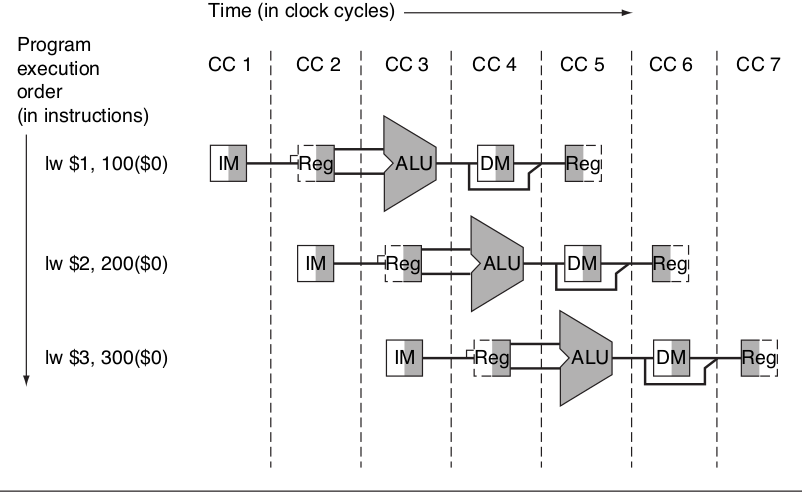 Time (in clock cycles)
Program
execution
order
(in instructions)
CC 1 CC 2 CC 3 CC 4 CC 5 CC 6 CC 7
lw $1, 100($0) IM Reg ALU DM Reg
lw $2, 200($0) IM Reg ALU DM Reg
lw $3, 300($0) IM Reg ALU DM Reg